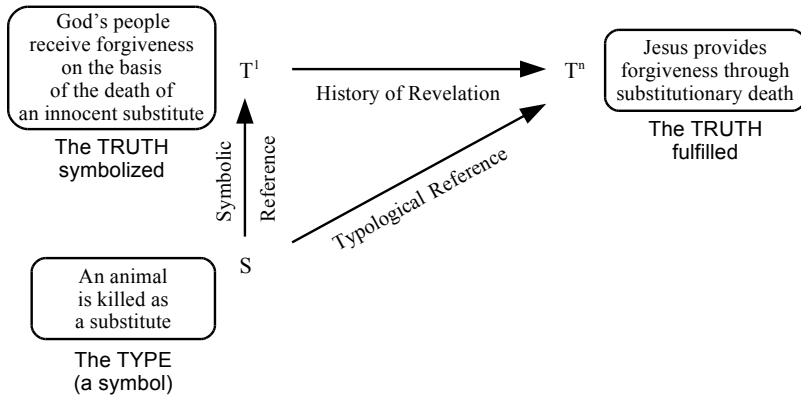 God’s people
receive forgiveness
on the basis
of the death of
an innocent substitute
The TRUTH
symbolized
T¹
History of Revelation
Tⁿ
Jesus provides
forgiveness through
substitutionary death
The TRUTH
fulfilled
Symbolic
Reference
Typological Reference
S
An animal
is killed as
a substitute
The TYPE
(a symbol)